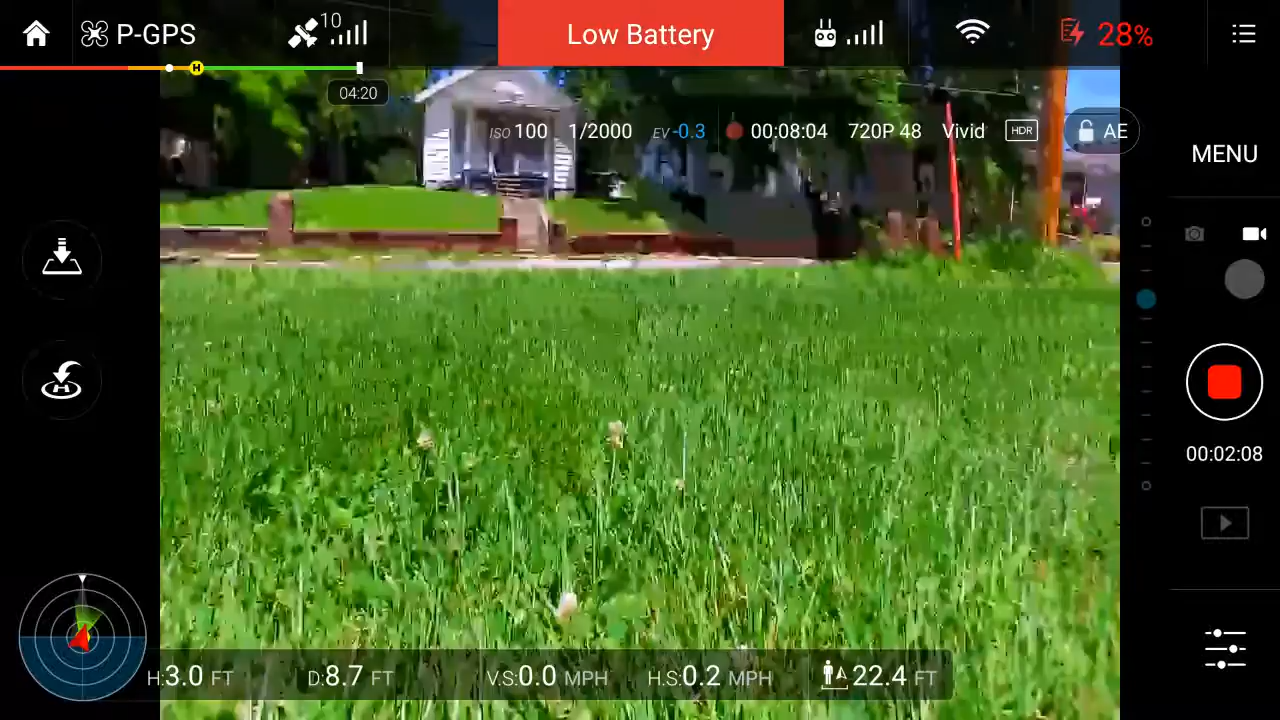 P-GPS
10
Low Battery
28%
H
04:20
ISO 100 1/2000 EV -0.3 00:08:04 720P 48 Vivid HDR AE
MENU
00:02:08
H
H:3.0 FT D:8.7 FT V.S:0.0 MPH H.S:0.2 MPH 22.4 FT